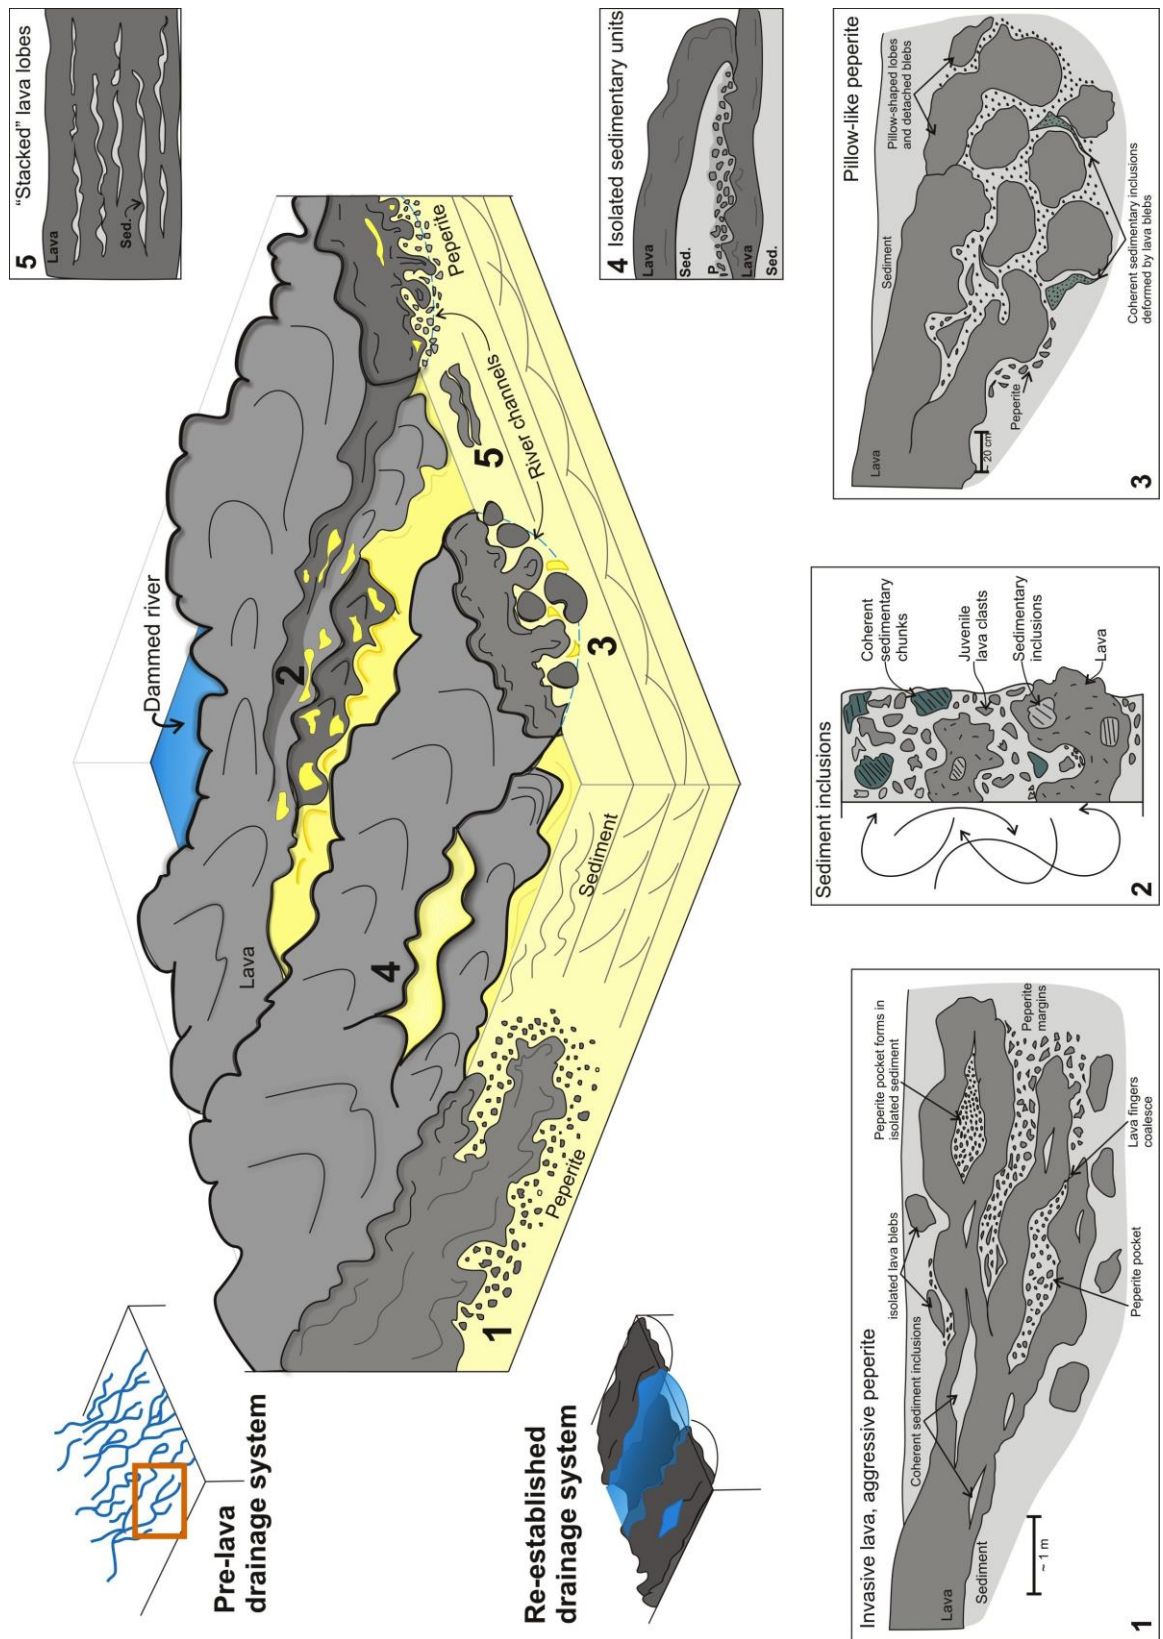 Pre-lava
drainage system
Re-established
drainage system
Dammed river
Lava
2
4
Sediment
Peperite
1
3
5
River channels
Peperite
5
"Stacked" lava lobes
Lava
Sed.
4
Isolated sedimentary units
Lava
Sed.
P
Lava
Sed.
1
Invasive lava, aggressive peperite
Lava
Sediment
~ 1 m
Coherent sediment inclusions
isolated lava blebs
Peperite pocket forms in
isolated sediment
Peperite
margins
Lava fingers
coalesce
Peperite pocket
2
Sediment inclusions
Coherent
sedimentary
chunks
Juvenile
lava clasts
Sedimentary
inclusions
Lava
3
Pillow-like peperite
Lava
Sediment
~ 20 cm
Peperite
Pillow-shaped lobes
and detached blebs
Coherent sedimentary inclusions
deformed by lava blebs